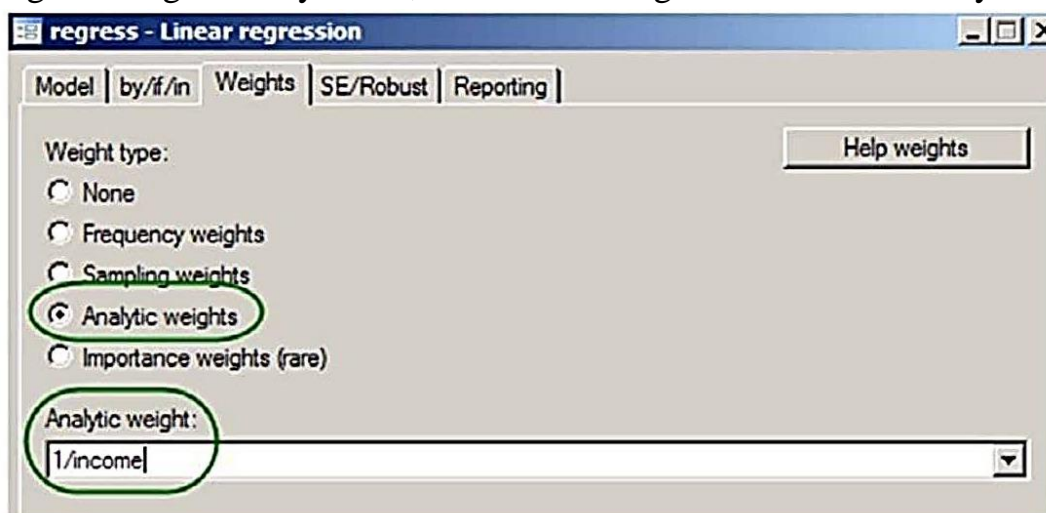 regress - Linear regression
Model by/if/in Weights SE/Robust Reporting
Weight type:
Help weights
None
Frequency weights
Sampling weights
Analytic weights
Importance weights (rare)
Analytic weight:
1/income